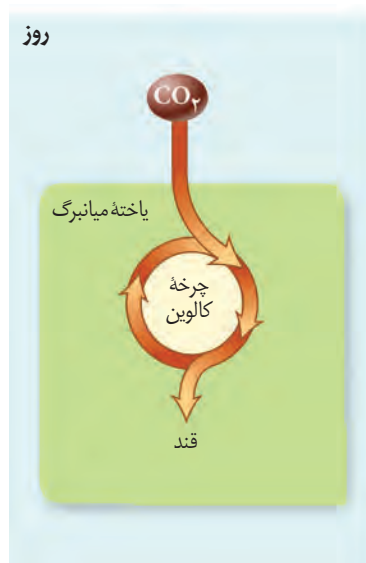 روز
CO۲
یاختهٔ میانبرگ
چرخهٔ
کالوین
قند